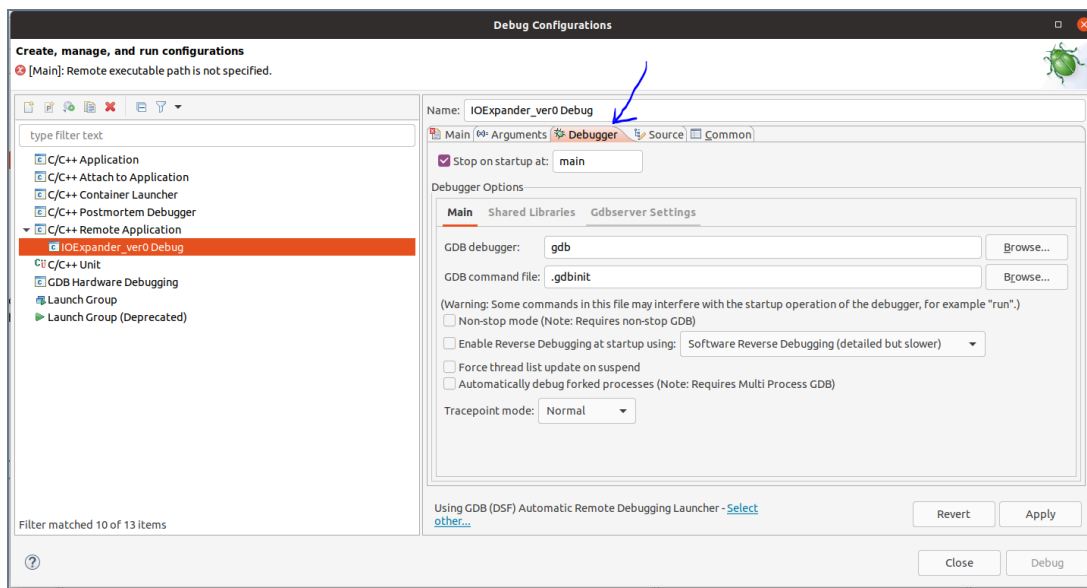 Debug Configurations
Create, manage, and run configurations
[Main]: Remote executable path is not specified.
type filter text
C/C++ Application
C/C++ Attach to Application
C/C++ Container Launcher
C/C++ Postmortem Debugger
C/C++ Remote Application
IOExpander_ver0 Debug
C/C++ Unit
GDB Hardware Debugging
Launch Group
Launch Group (Deprecated)
Filter matched 10 of 13 items
Name: IOExpander_ver0 Debug
Main Arguments Debugger Source Common
Stop on startup at: main
Debugger Options
Main Shared Libraries Gdbserver Settings
GDB debugger: gdb Browse...
GDB command file: .gdbinit Browse...
(Warning: Some commands in this file may interfere with the startup operation of the debugger, for example "run".)
Non-stop mode (Note: Requires non-stop GDB)
Enable Reverse Debugging at startup using: Software Reverse Debugging (detailed but slower)
Force thread list update on suspend
Automatically debug forked processes (Note: Requires Multi Process GDB)
Tracepoint mode: Normal
Using GDB (DSF) Automatic Remote Debugging Launcher - Select
other...
Revert Apply
Close Debug